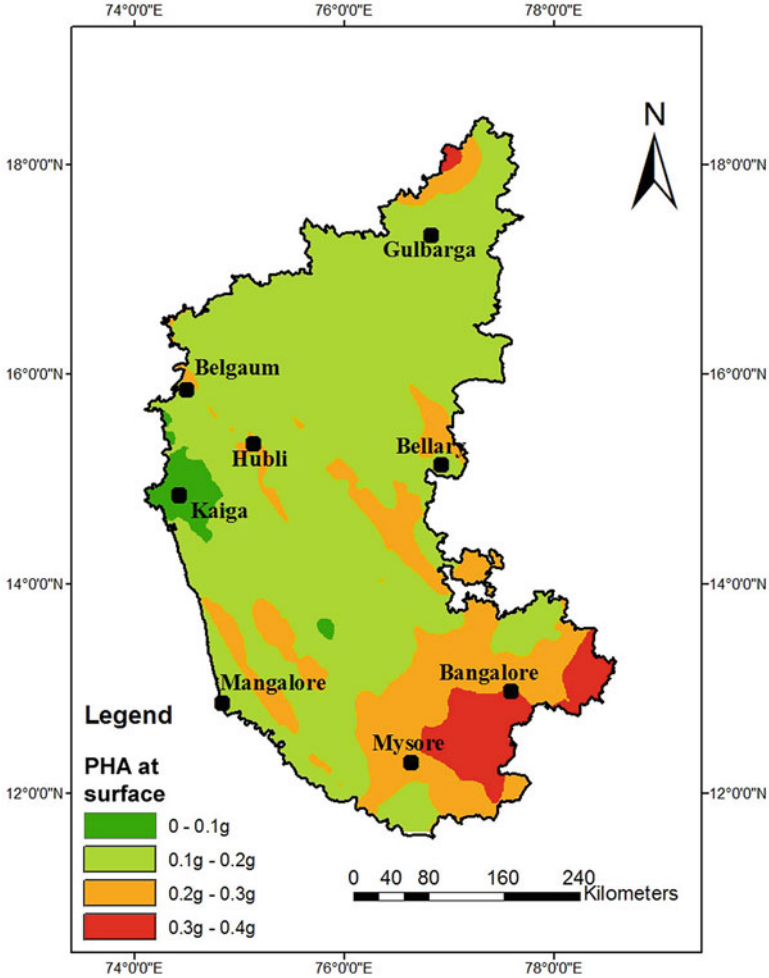 74°0'0"E 76°0'0"E 78°0'0"E
N
18°0'0"N 18°0'0"N
Gulbarga
16°0'0"N 16°0'0"N
Belgaum
Hubli
Bellary
Kaiga
14°0'0"N 14°0'0"N
Bangalore
Mangalore
Legend
Mysore
PHA at
surface
12°0'0"N 12°0'0"N
0 - 0.1g
0.1g - 0.2g
0.2g - 0.3g
0.3g - 0.4g
0 40 80 160 240
Kilometers
74°0'0"E 76°0'0"E 78°0'0"E